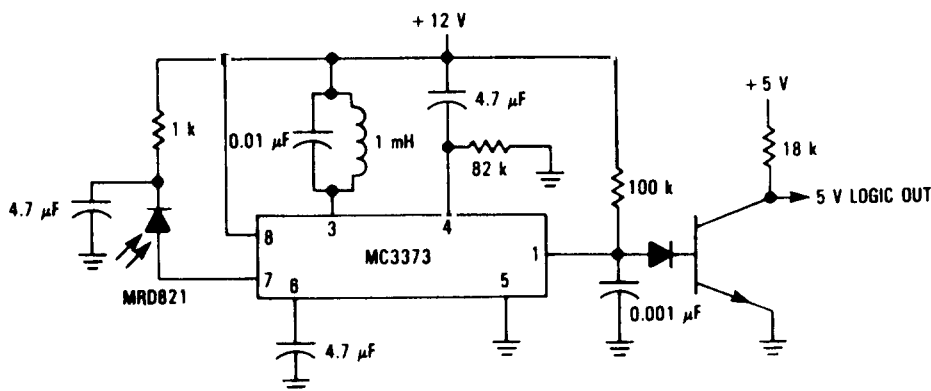 + 12 V
4.7 μF
+ 5 V
1 k
0.01 μF
1 mH
18 k
82 k
100 k
4.7 μF
5 V LOGIC OUT
8
3
4
1
MC3373
7
6
5
MRD821
0.001 μF
4.7 μF